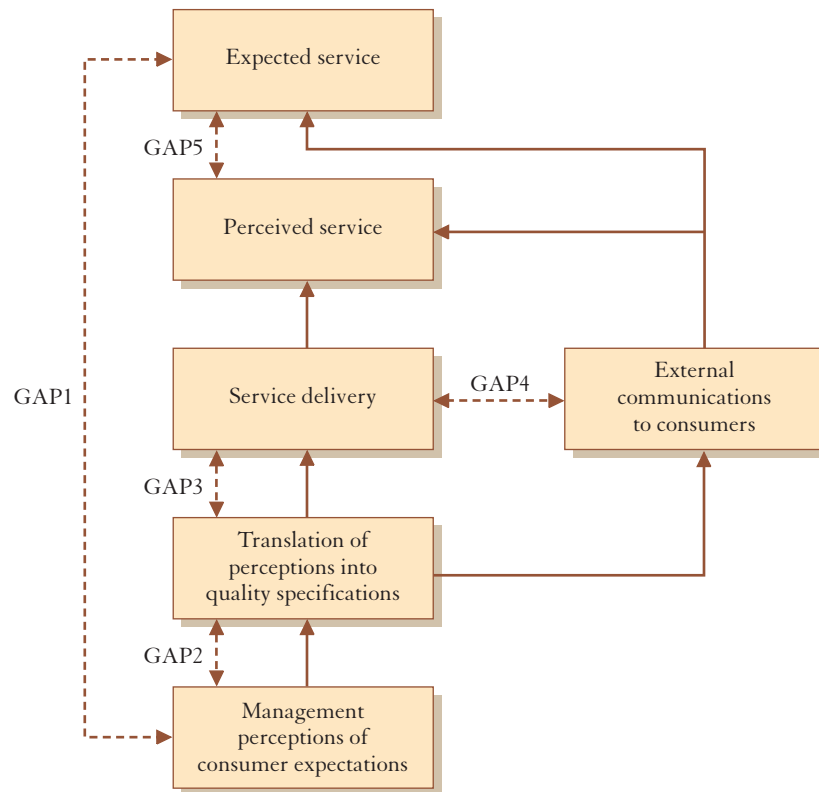 Expected service
GAP5
Perceived service
Service delivery
GAP4
External
communications
to consumers
GAP1
GAP3
Translation of
perceptions into
quality specifications
GAP2
Management
perceptions of
consumer expectations